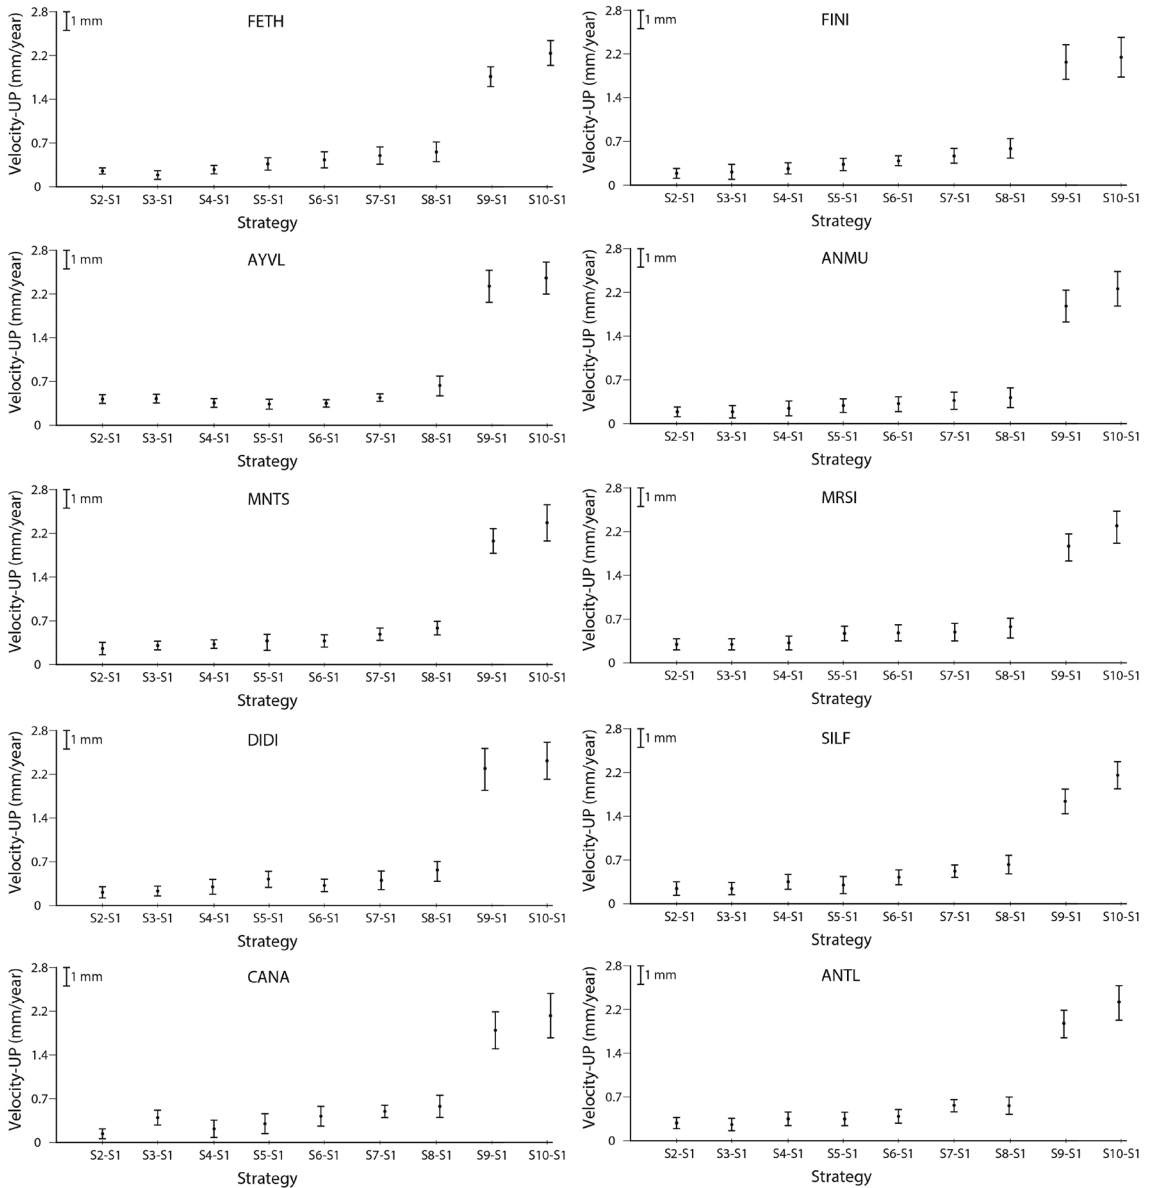 2.8 1 mm FETH
2.2
1.4
0.7
0
Velocity-UP (mm/year)
S2-S1 S3-S1 S4-S1 S5-S1 S6-S1 S7-S1 S8-S1 S9-S1 S10-S1
Strategy
2.8 1 mm FINI
2.2
1.4
0.7
0
Velocity-UP (mm/year)
S2-S1 S3-S1 S4-S1 S5-S1 S6-S1 S7-S1 S8-S1 S9-S1 S10-S1
Strategy
2.8 1 mm AYVL
2.2
1.4
0.7
0
Velocity-UP (mm/year)
S2-S1 S3-S1 S4-S1 S5-S1 S6-S1 S7-S1 S8-S1 S9-S1 S10-S1
Strategy
2.8 1 mm ANMU
2.2
1.4
0.7
0
Velocity-UP (mm/year)
S2-S1 S3-S1 S4-S1 S5-S1 S6-S1 S7-S1 S8-S1 S9-S1 S10-S1
Strategy
2.8 1 mm MNTS
2.2
1.4
0.7
0
Velocity-UP (mm/year)
S2-S1 S3-S1 S4-S1 S5-S1 S6-S1 S7-S1 S8-S1 S9-S1 S10-S1
Strategy
2.8 1 mm MRSI
2.2
1.4
0.7
0
Velocity-UP (mm/year)
S2-S1 S3-S1 S4-S1 S5-S1 S6-S1 S7-S1 S8-S1 S9-S1 S10-S1
Strategy
2.8 1 mm DIDI
2.2
1.4
0.7
0
Velocity-UP (mm/year)
S2-S1 S3-S1 S4-S1 S5-S1 S6-S1 S7-S1 S8-S1 S9-S1 S10-S1
Strategy
2.8 1 mm SILF
2.2
1.4
0.7
0
Velocity-UP (mm/year)
S2-S1 S3-S1 S4-S1 S5-S1 S6-S1 S7-S1 S8-S1 S9-S1 S10-S1
Strategy
2.8 1 mm CANA
2.2
1.4
0.7
0
Velocity-UP (mm/year)
S2-S1 S3-S1 S4-S1 S5-S1 S6-S1 S7-S1 S8-S1 S9-S1 S10-S1
Strategy
2.8 1 mm ANTL
2.2
1.4
0.7
0
Velocity-UP (mm/year)
S2-S1 S3-S1 S4-S1 S5-S1 S6-S1 S7-S1 S8-S1 S9-S1 S10-S1
Strategy